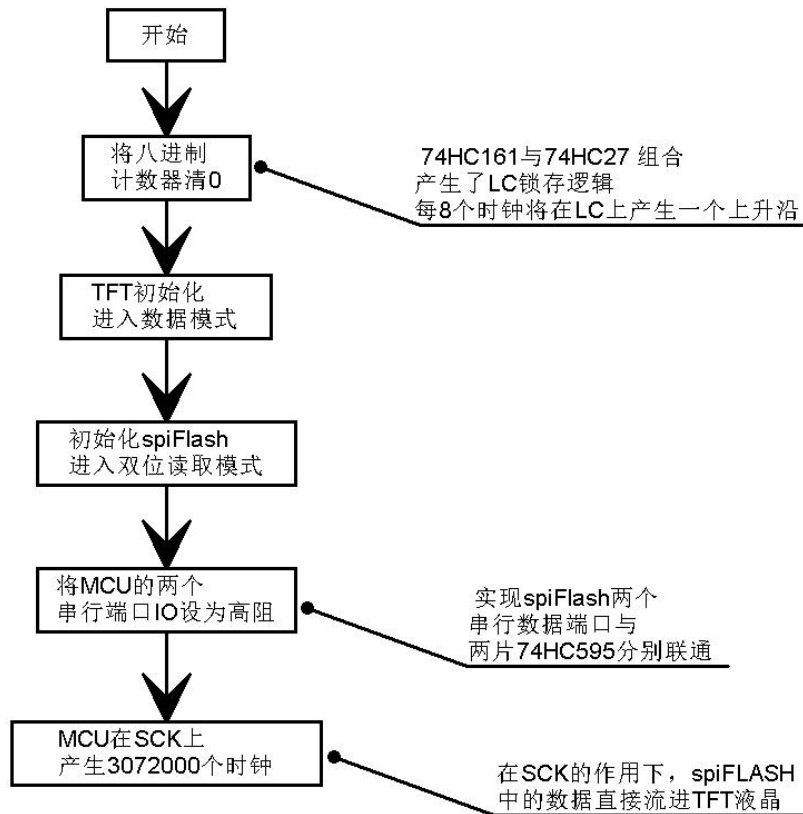 开始
将八进制
计数器清0
74HC161与74HC27 组合
产生了LC锁存逻辑
每8个时钟将在LC上产生一个上升沿
TFT初始化
进入数据模式
初始化spiFlash
进入双位读取模式
将MCU的两个
串行端口IO设为高阻
实现spiFlash两个
串行数据端口与
两片74HC595分别联通
MCU在SCK上
产生3072000个时钟
在SCK的作用下，spiFLASH
中的数据直接流进TFT液晶